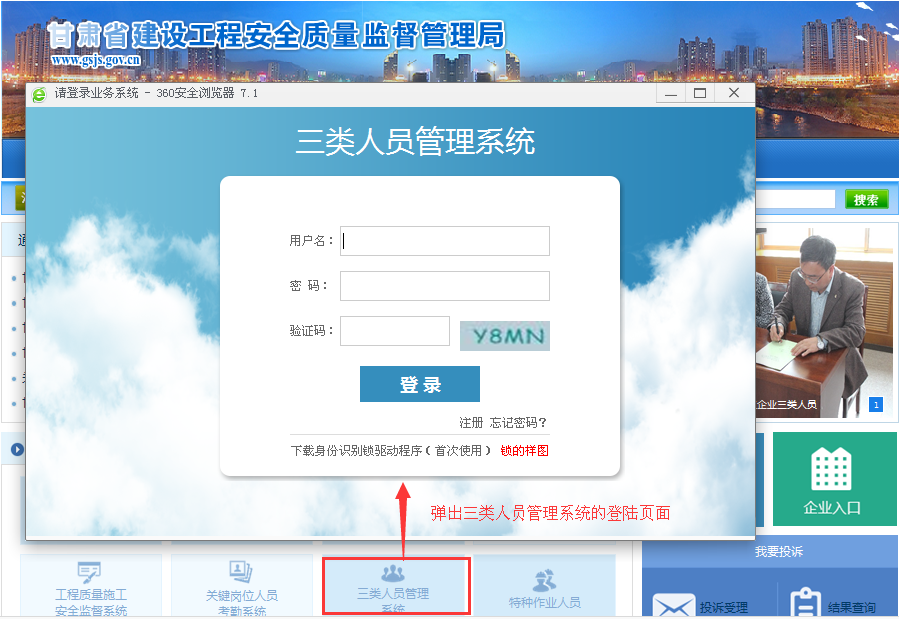 甘肃省建设工程安全质量监督管理局
www.gsjs.gov.cn
请登录业务系统 - 360安全浏览器 7.1
三类人员管理系统
搜索
用户名：
密 码：
验证码：
Y8MN
登 录
注册 忘记密码?
下载身份识别锁驱动程序（首次使用） 锁的样图
企业三类人员
1
企业入口
弹出三类人员管理系统的登陆页面
我要投诉
工程质量施工
安全监督系统
关键岗位人员
考勤系统
三类人员管理
系统
特种作业人员
投诉受理
结果查询